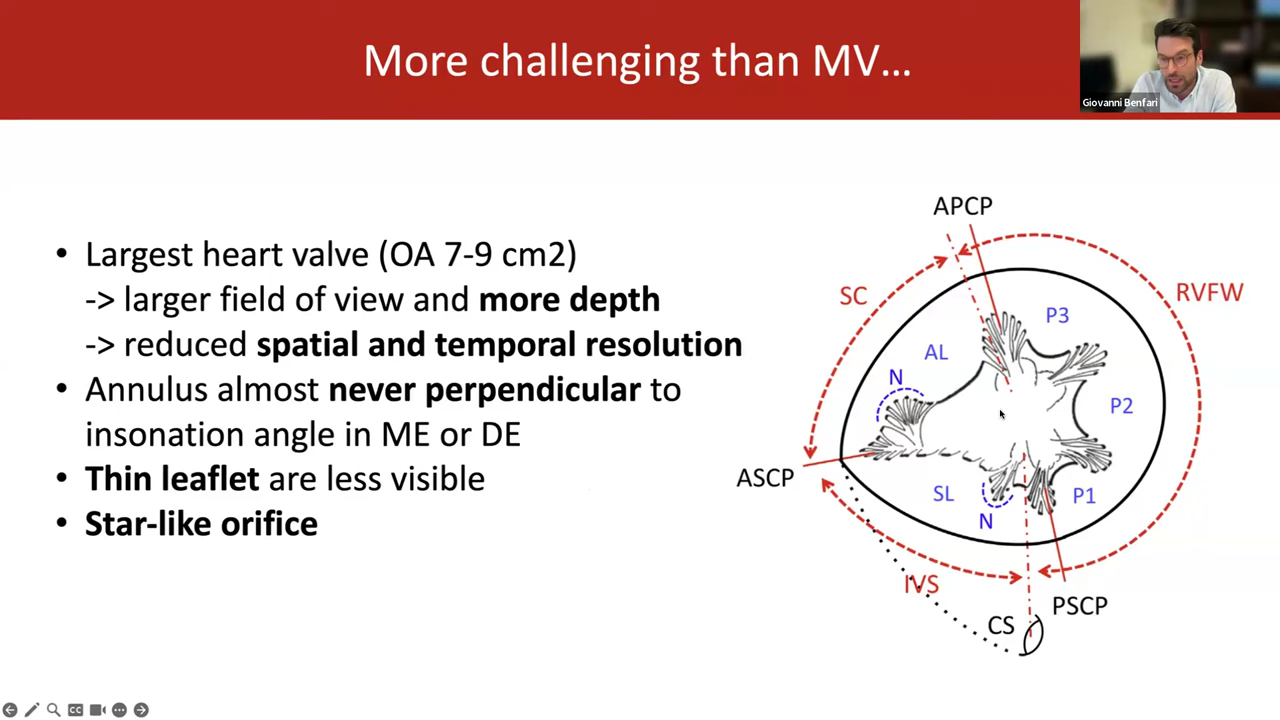 More challenging than MV...
Giovanni Benfari
• Largest heart valve (OA 7-9 cm2)
-> larger field of view and more depth
-> reduced spatial and temporal resolution
• Annulus almost never perpendicular to
insonation angle in ME or DE
• Thin leaflet are less visible
• Star-like orifice
APCP
SC
RVFW
P3
AL
N
P2
ASCP
SL
P1
N
IVS
PSCP
CS
CC